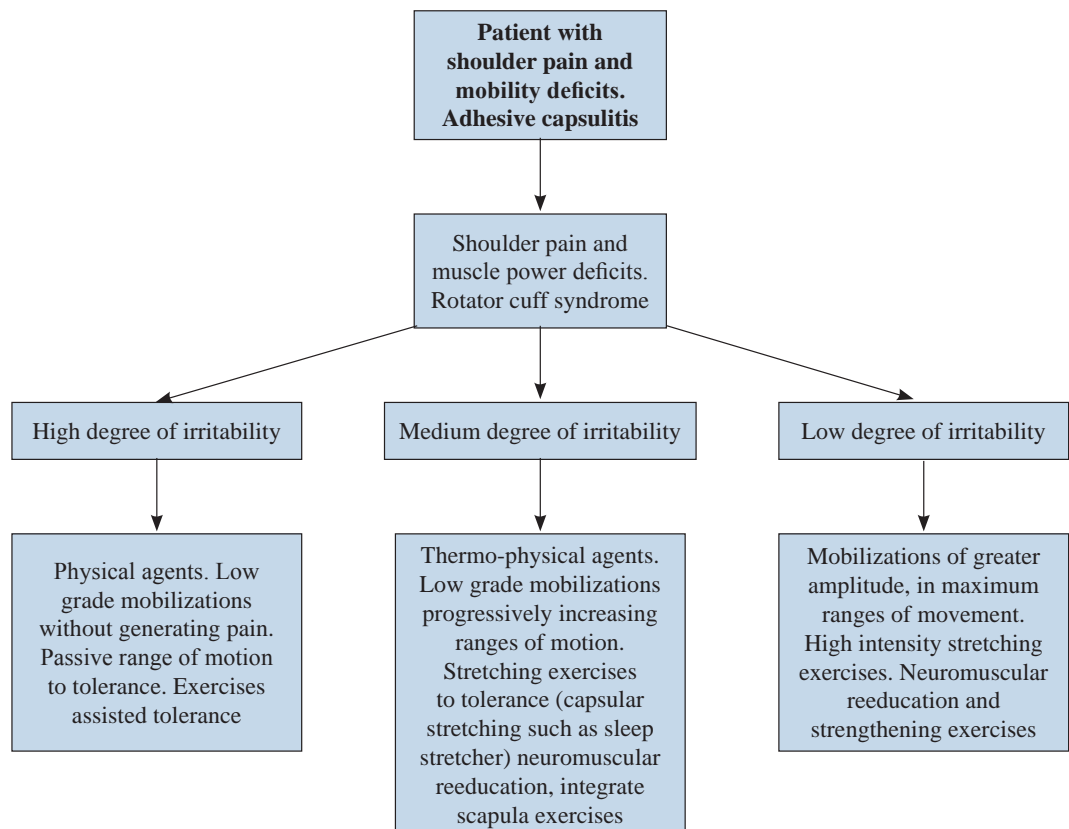 Patient with
shoulder pain and
mobility deficits.
Adhesive capsulitis
Shoulder pain and
muscle power deficits.
Rotator cuff syndrome
High degree of irritability
Medium degree of irritability
Low degree of irritability
Physical agents. Low
grade mobilizations
without generating pain.
Passive range of motion
to tolerance. Exercises
assisted tolerance
Thermo-physical agents.
Low grade mobilizations
progressively increasing
ranges of motion.
Stretching exercises
to tolerance (capsular
stretching such as sleep
stretcher) neuromuscular
reeducation, integrate
scapula exercises
Mobilizations of greater
amplitude, in maximum
ranges of movement.
High intensity stretching
exercises. Neuromuscular
reeducation and
strengthening exercises